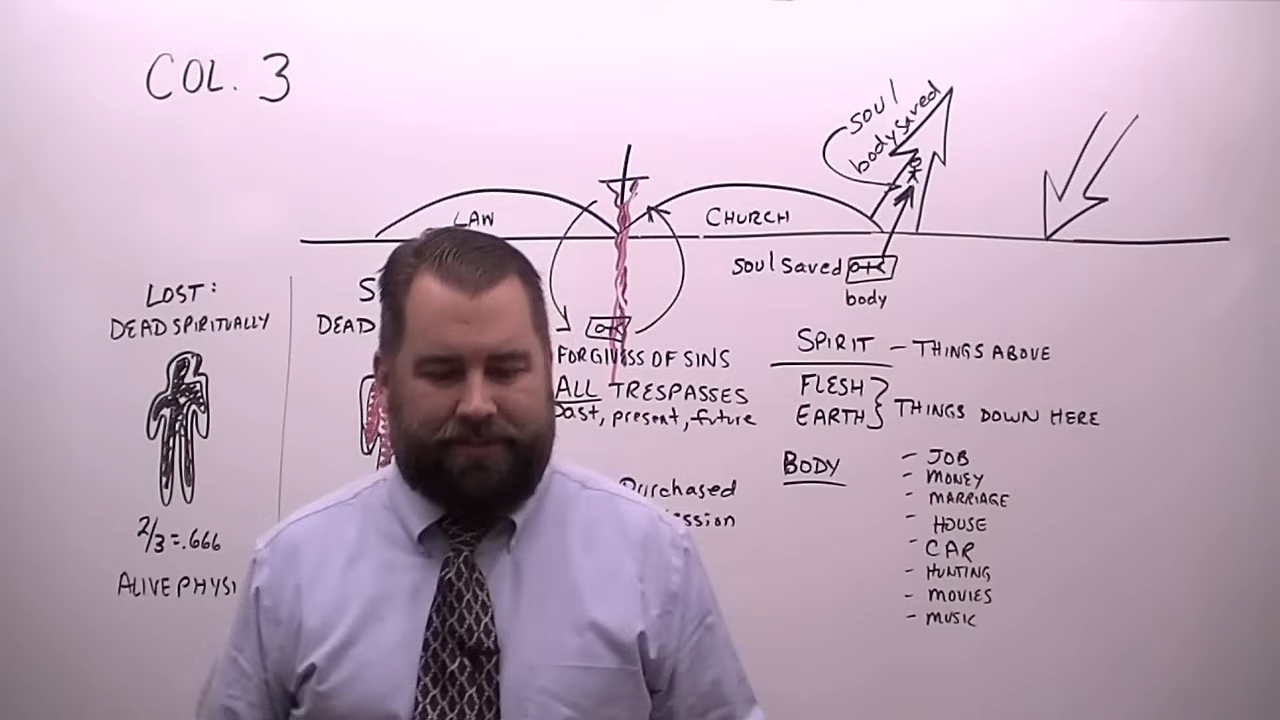 COL. 3
SOUL
body saved
LAW
CHURCH
soul saved
body
LOST:
DEAD SPIRITUALLY
DEAD
2/3 = .666
ALIVE
FORGIVNESS OF SINS
ALL TRESPASSES
past, present, future
Purchased
SPIRIT - THINGS ABOVE
FLESH
EARTH
THINGS DOWN HERE
BODY
- JOB
- MONEY
- MARRIAGE
- HOUSE
- CAR
- HUNTING
- MOVIES
- MUSIC